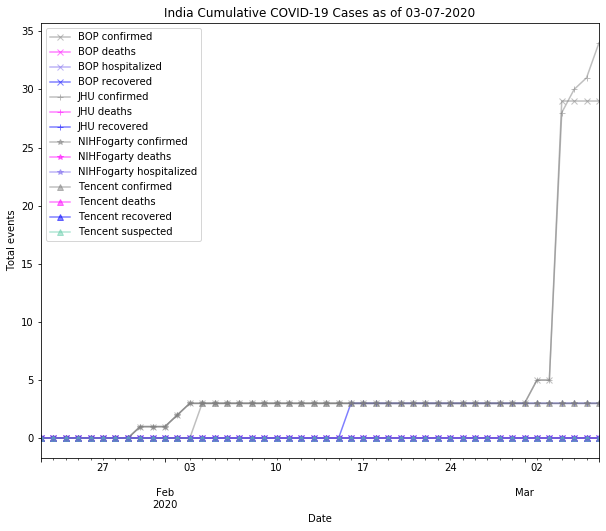 India Cumulative COVID-19 Cases as of 03-07-2020
35
30
25
20
15
10
5
0
Total events
BOP confirmed
BOP deaths
BOP hospitalized
BOP recovered
JHU confirmed
JHU deaths
JHU recovered
NIHFogarty confirmed
NIHFogarty deaths
NIHFogarty hospitalized
Tencent confirmed
Tencent deaths
Tencent recovered
Tencent suspected
27 03 10 17 24 02
Feb Mar
2020
Date